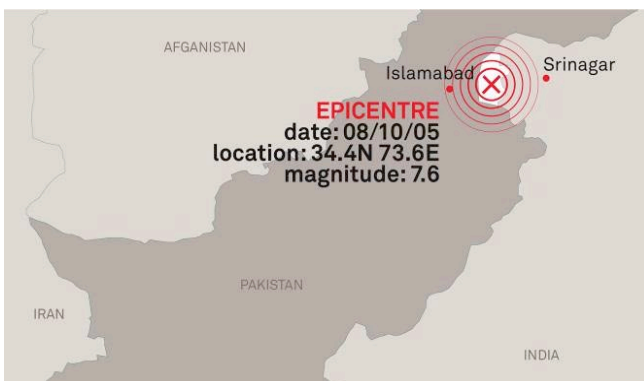 AFGANISTAN
Islamabad
Srinagar
EPICENTRE
date: 08/10/05
location: 34.4N 73.6E
magnitude: 7.6
PAKISTAN
IRAN
INDIA